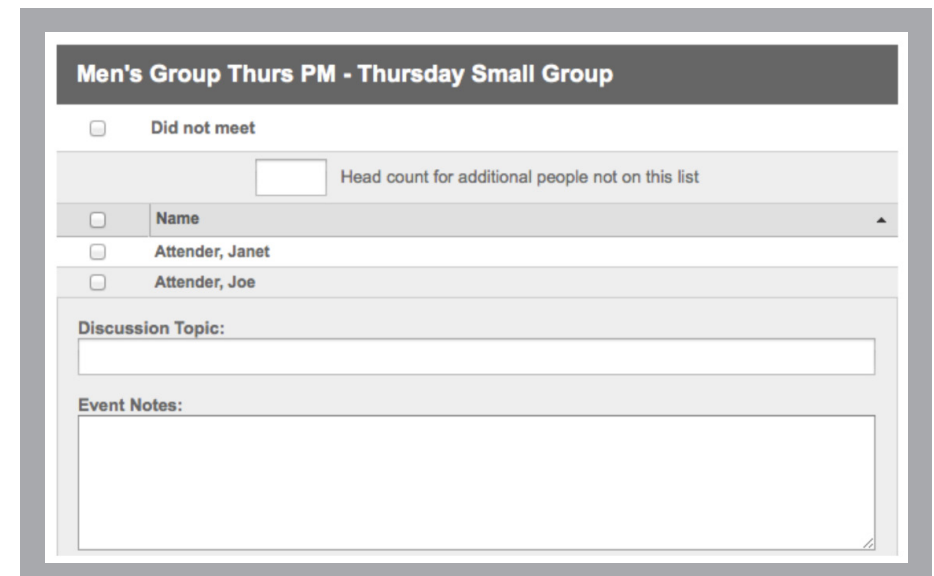 Men's Group Thurs PM - Thursday Small Group
Did not meet
Head count for additional people not on this list
Name
Attender, Janet
Attender, Joe
Discussion Topic:
Event Notes: